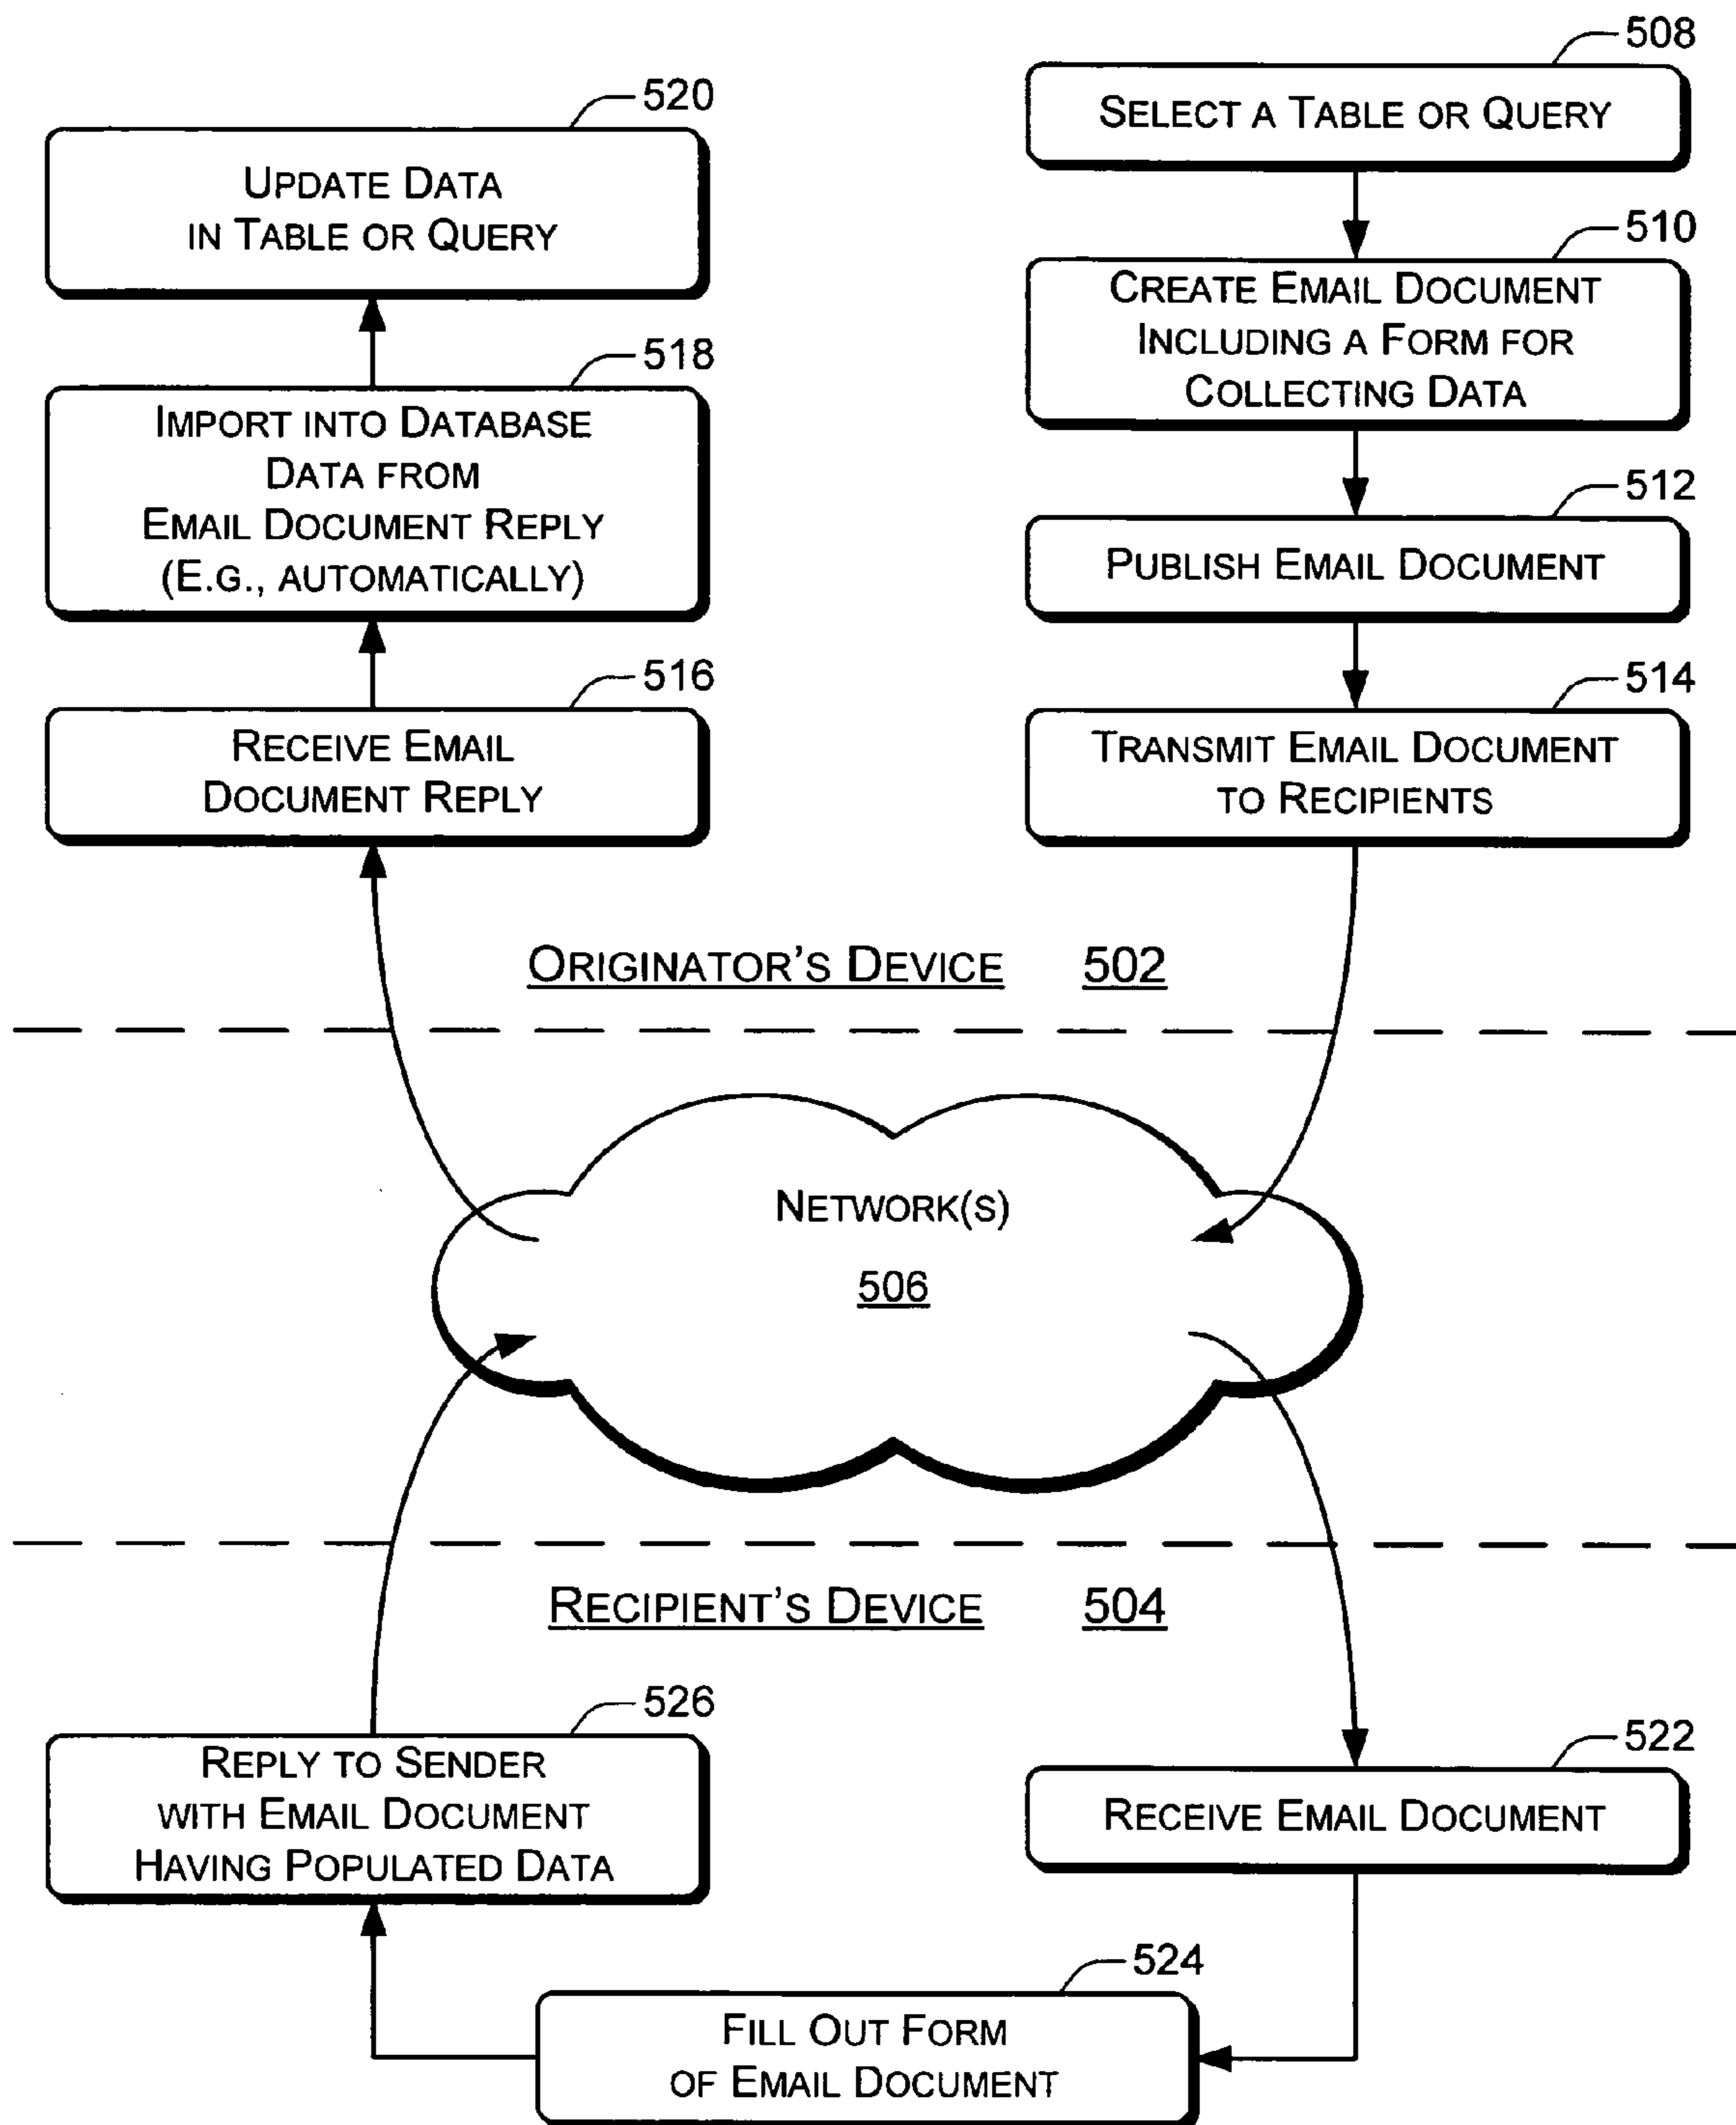 508
SELECT A TABLE OR QUERY
510
CREATE EMAIL DOCUMENT
INCLUDING A FORM FOR
COLLECTING DATA
512
PUBLISH EMAIL DOCUMENT
514
TRANSMIT EMAIL DOCUMENT
TO RECIPIENTS
520
UPDATE DATA
IN TABLE OR QUERY
518
IMPORT INTO DATABASE
DATA FROM
EMAIL DOCUMENT REPLY
(E.G., AUTOMATICALLY)
516
RECEIVE EMAIL
DOCUMENT REPLY
ORIGINATOR'S DEVICE 502
NETWORK(S)
506
RECIPIENT'S DEVICE 504
522
RECEIVE EMAIL DOCUMENT
524
FILL OUT FORM
OF EMAIL DOCUMENT
526
REPLY TO SENDER
WITH EMAIL DOCUMENT
HAVING POPULATED DATA